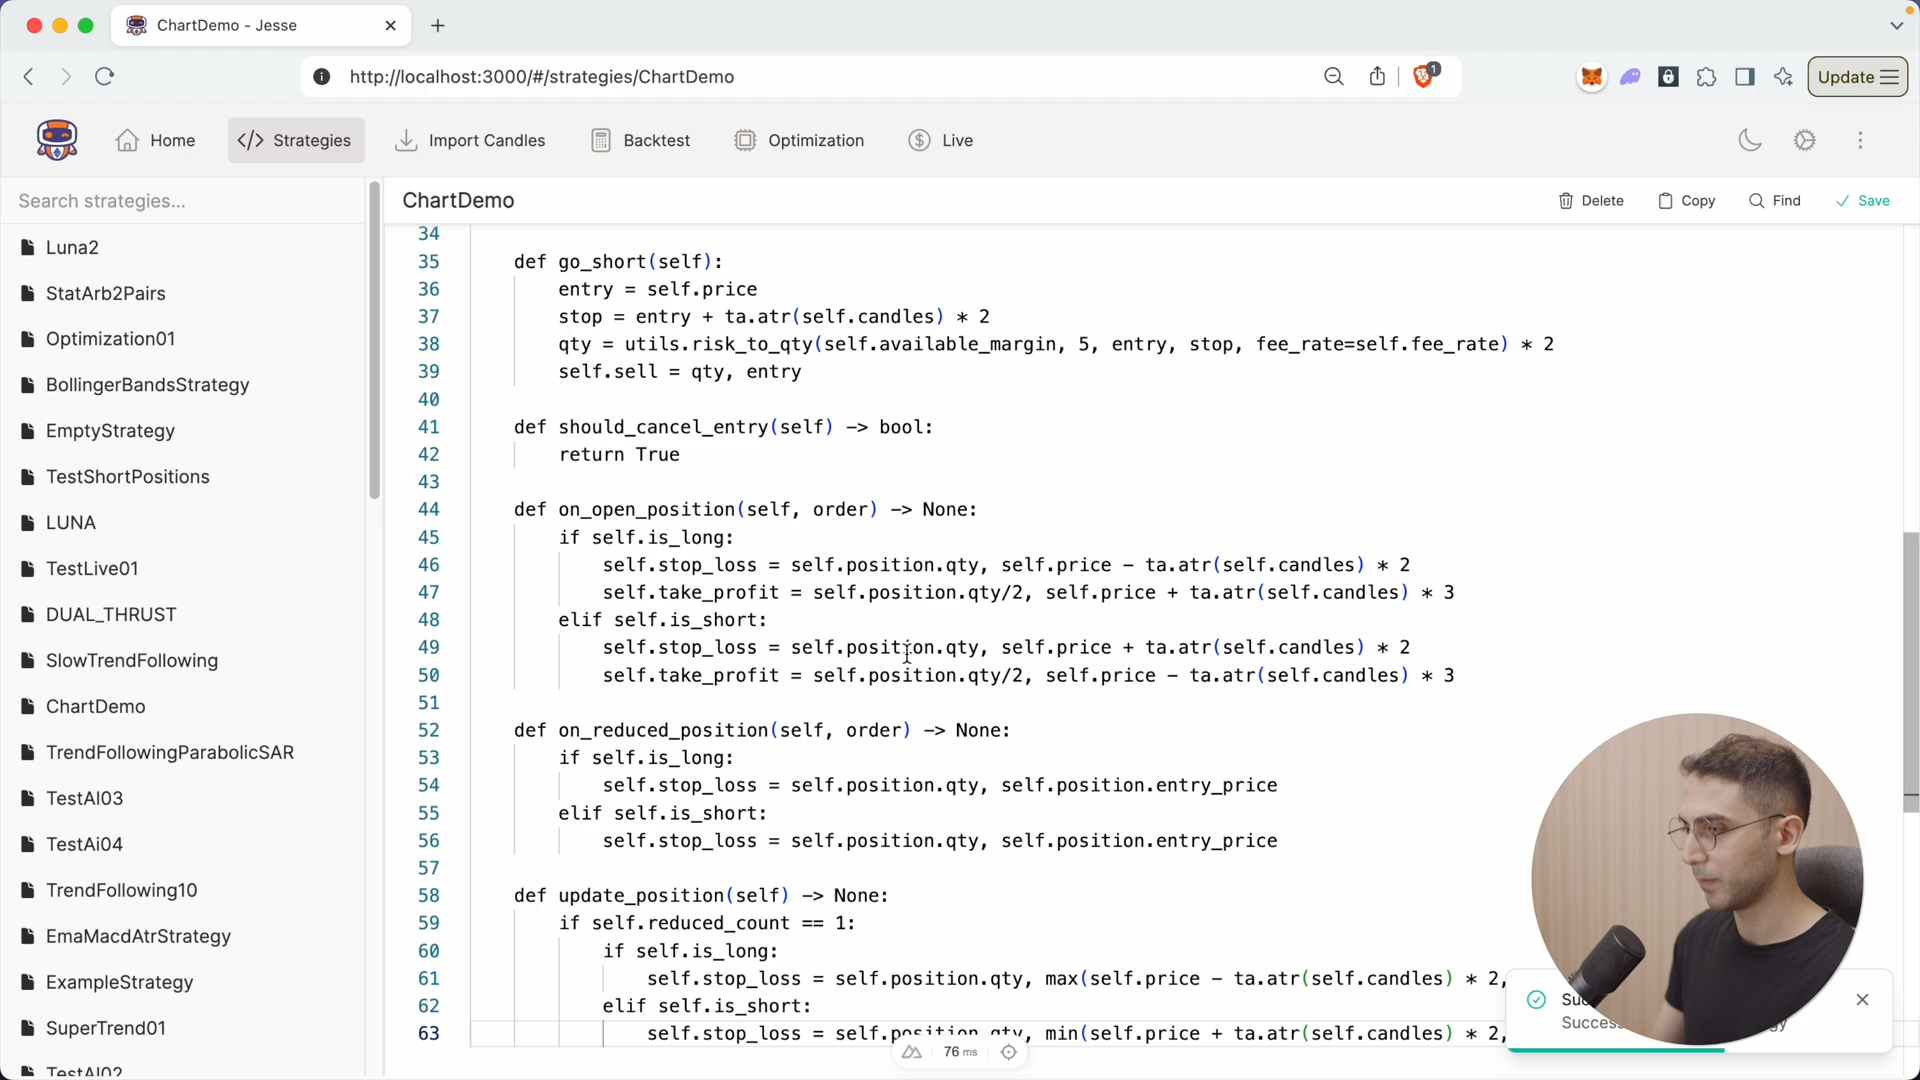 ChartDemo - Jesse
http://localhost:3000/#/strategies/ChartDemo
1
Update
Home
Strategies
Import Candles
Backtest
Optimization
Live
Search strategies...
Luna2
StatArb2Pairs
Optimization01
BollingerBandsStrategy
EmptyStrategy
TestShortPositions
LUNA
TestLive01
DUAL_THRUST
SlowTrendFollowing
ChartDemo
TrendFollowingParabolicSAR
TestAI03
TestAi04
TrendFollowing10
EmaMacdAtrStrategy
ExampleStrategy
SuperTrend01
TestAI02
ChartDemo
Delete
Copy
Find
Save
34
35 def go_short(self):
36 entry = self.price
37 stop = entry + ta.atr(self.candles) * 2
38 qty = utils.risk_to_qty(self.available_margin, 5, entry, stop, fee_rate=self.fee_rate) * 2
39 self.sell = qty, entry
40
41 def should_cancel_entry(self) -> bool:
42 return True
43
44 def on_open_position(self, order) -> None:
45 if self.is_long:
46 self.stop_loss = self.position.qty, self.price - ta.atr(self.candles) * 2
47 self.take_profit = self.position.qty/2, self.price + ta.atr(self.candles) * 3
48 elif self.is_short:
49 self.stop_loss = self.position.qty, self.price + ta.atr(self.candles) * 2
50 self.take_profit = self.position.qty/2, self.price - ta.atr(self.candles) * 3
51
52 def on_reduced_position(self, order) -> None:
53 if self.is_long:
54 self.stop_loss = self.position.qty, self.position.entry_price
55 elif self.is_short:
56 self.stop_loss = self.position.qty, self.position.entry_price
57
58 def update_position(self) -> None:
59 if self.reduced_count == 1:
60 if self.is_long:
61 self.stop_loss = self.position.qty, max(self.price - ta.atr(self.candles) * 2,
62 elif self.is_short:
63 self.stop_loss = self.position.qty, min(self.price + ta.atr(self.candles) * 2,
76 ms